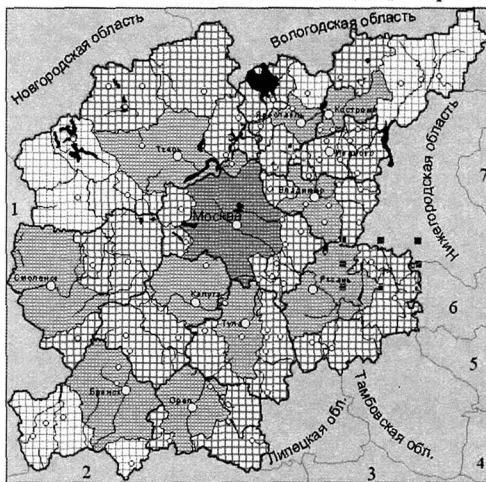 Новгородская область
Вологодская область
Ярославль
Кострома
Иваново
Нижегородская область
Тверь
Владимир
7
1
Москва
Смоленск
Калуга
Рязань
6
Тула
5
Брянск
Орел
Липецкая обл.
Тамбовская обл.
2
3
4